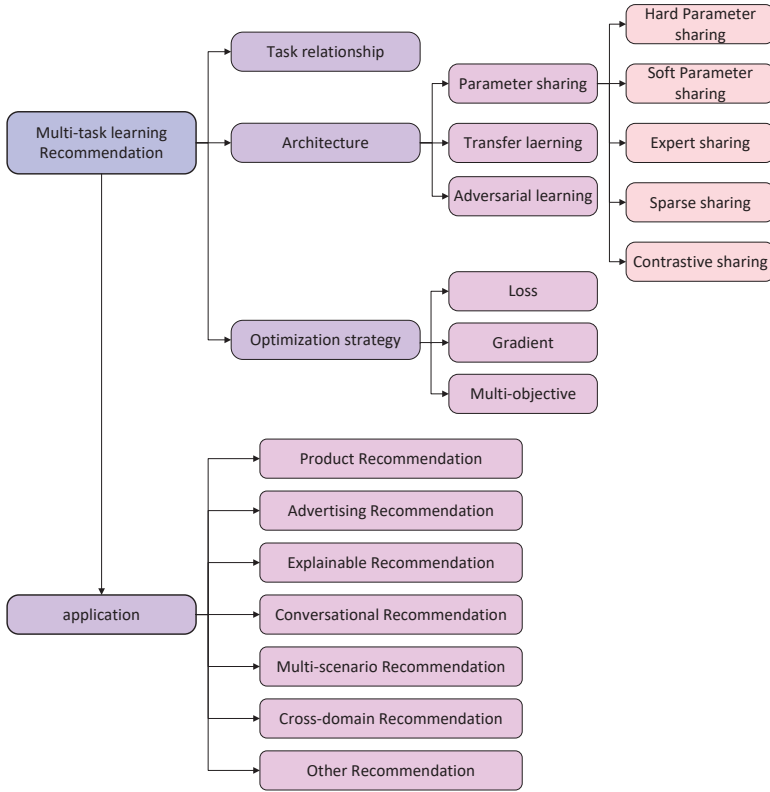 Multi-task learning
Recommendation
Task relationship
Architecture
Parameter sharing
Hard Parameter
sharing
Soft Parameter
sharing
Expert sharing
Sparse sharing
Contrastive sharing
Transfer laerning
Adversarial learning
Optimization strategy
Loss
Gradient
Multi-objective
application
Product Recommendation
Advertising Recommendation
Explainable Recommendation
Conversational Recommendation
Multi-scenario Recommendation
Cross-domain Recommendation
Other Recommendation